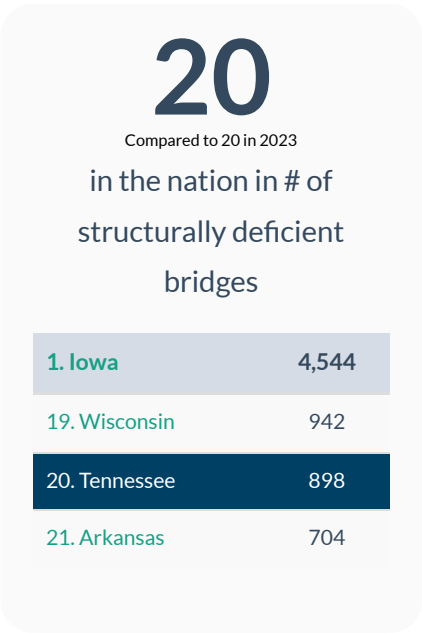 20
Compared to 20 in 2023
in the nation in # of
structurally deficient
bridges
1. Iowa 4,544
19. Wisconsin 942
20. Tennessee 898
21. Arkansas 704